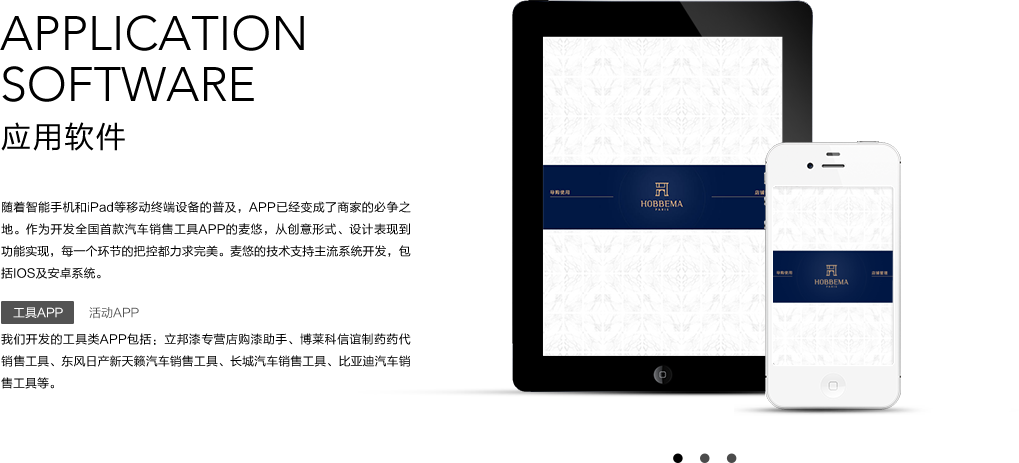 APPLICATION
SOFTWARE
应用软件
随着智能手机和iPad等移动终端设备的普及，APP已经变成了商家的必争之
地。作为开发全国首款汽车销售工具APP的麦悠，从创意形式、设计表现到
功能实现，每一个环节的把控都力求完美。麦悠的技术支持主流系统开发，包
括IOS及安卓系统。
工具APP 活动APP
我们开发的工具类APP包括：立邦漆专营店购漆助手、博莱科信谊制药药代
销售工具、东风日产新天籁汽车销售工具、长城汽车销售工具、比亚迪汽车销
售工具等。
导购使用
HOBBEMA
PARIS
店铺
导购使用
HOBBEMA
PARIS
店铺管理